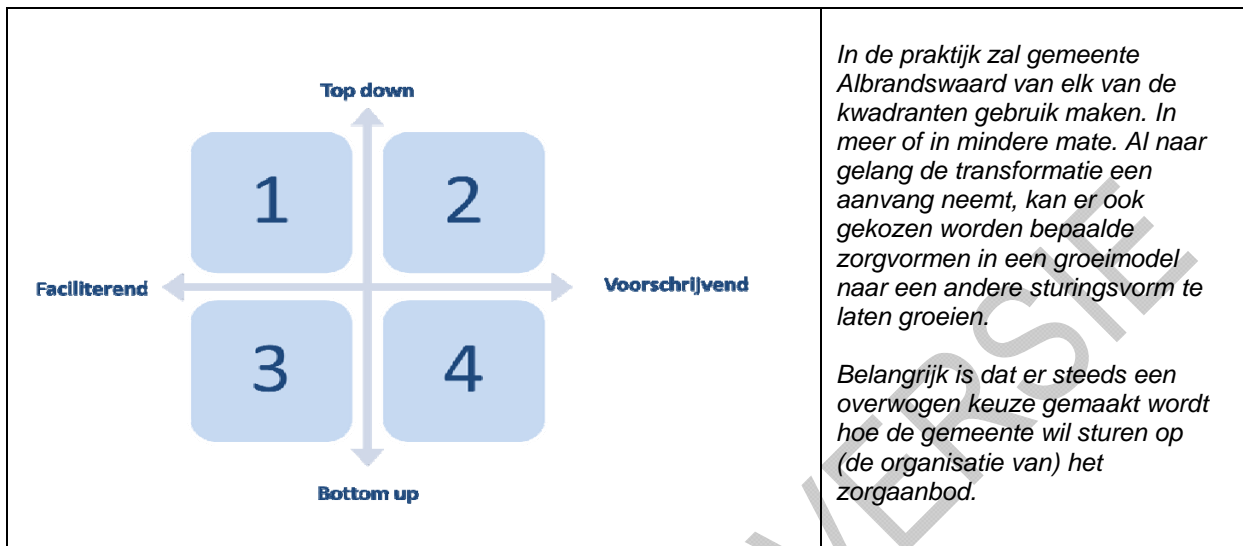 Top down
1
2
Faciliterend
Voorschrijvend
3
4
Bottom up
In de praktijk zal gemeente
Albrandswaard van elk van de
kwadranten gebruik maken. In
meer of in mindere mate. Al naar
gelang de transformatie een
aanvang neemt, kan er ook
gekozen worden bepaalde
zorgvormen in een groeimodel
naar een andere sturingsvorm te
laten groeien.
Belangrijk is dat er steeds een
overwogen keuze gemaakt wordt
hoe de gemeente wil sturen op
(de organisatie van) het
zorgaanbod.
VERSIE